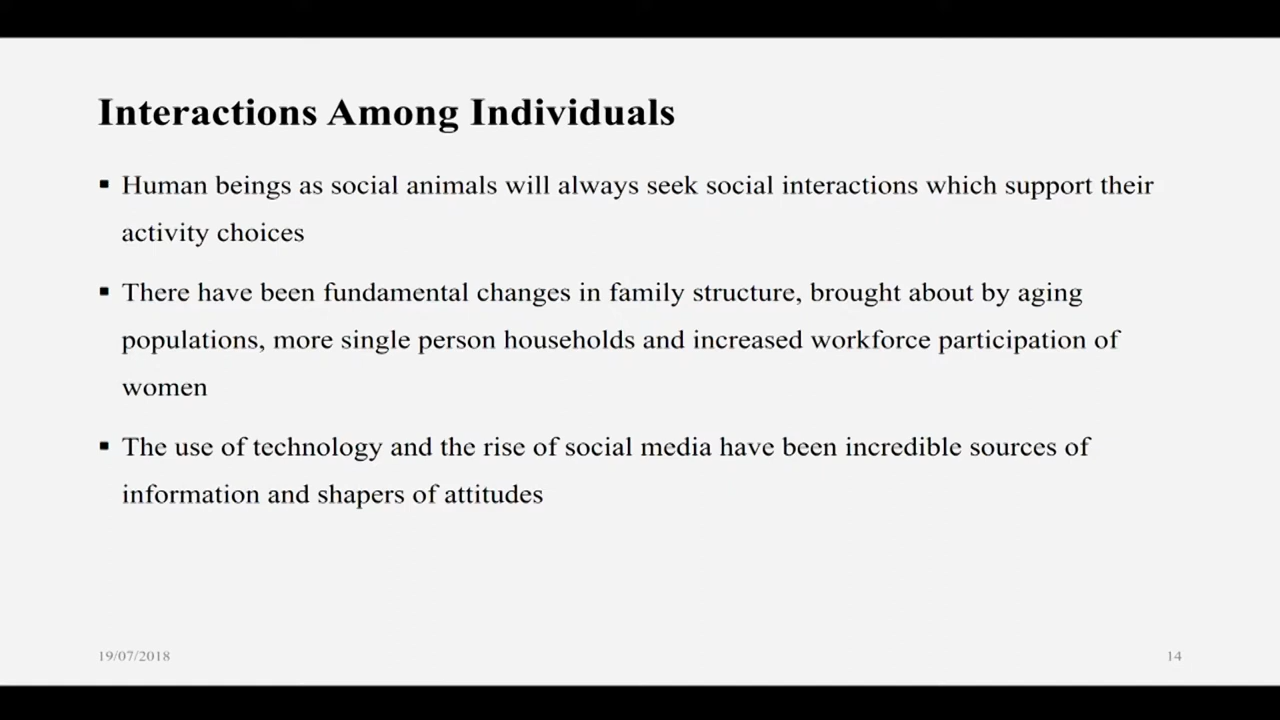 Interactions Among Individuals
▪ Human beings as social animals will always seek social interactions which support their
activity choices
▪ There have been fundamental changes in family structure, brought about by aging
populations, more single person households and increased workforce participation of
women
▪ The use of technology and the rise of social media have been incredible sources of
information and shapers of attitudes
19/07/2018
14